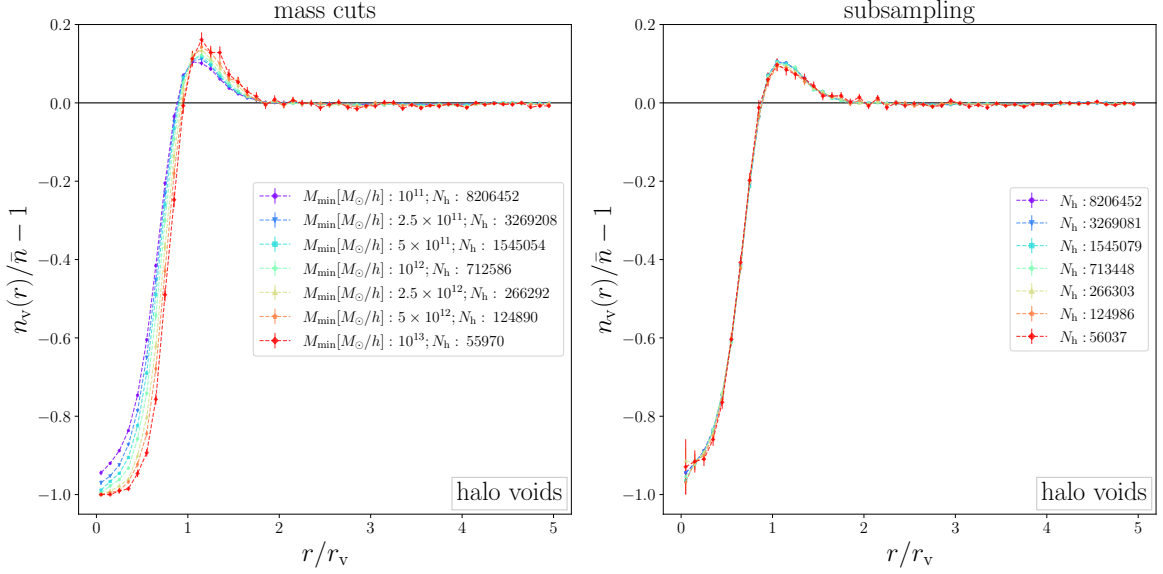 mass cuts
0.2
0.0
−0.2
−0.4
−0.6
−0.8
−1.0
n_v(r)/n̄ − 1
M_min[M_⊙/h] : 10^11; N_h : 8206452
M_min[M_⊙/h] : 2.5 × 10^11; N_h : 3269208
M_min[M_⊙/h] : 5 × 10^11; N_h : 1545054
M_min[M_⊙/h] : 10^12; N_h : 712586
M_min[M_⊙/h] : 2.5 × 10^12; N_h : 266292
M_min[M_⊙/h] : 5 × 10^12; N_h : 124890
M_min[M_⊙/h] : 10^13; N_h : 55970
halo voids
0 1 2 3 4 5
r/r_v
subsampling
0.2
0.0
−0.2
−0.4
−0.6
−0.8
−1.0
n_v(r)/n̄ − 1
N_h : 8206452
N_h : 3269081
N_h : 1545079
N_h : 713448
N_h : 266303
N_h : 124986
N_h : 56037
halo voids
0 1 2 3 4 5
r/r_v